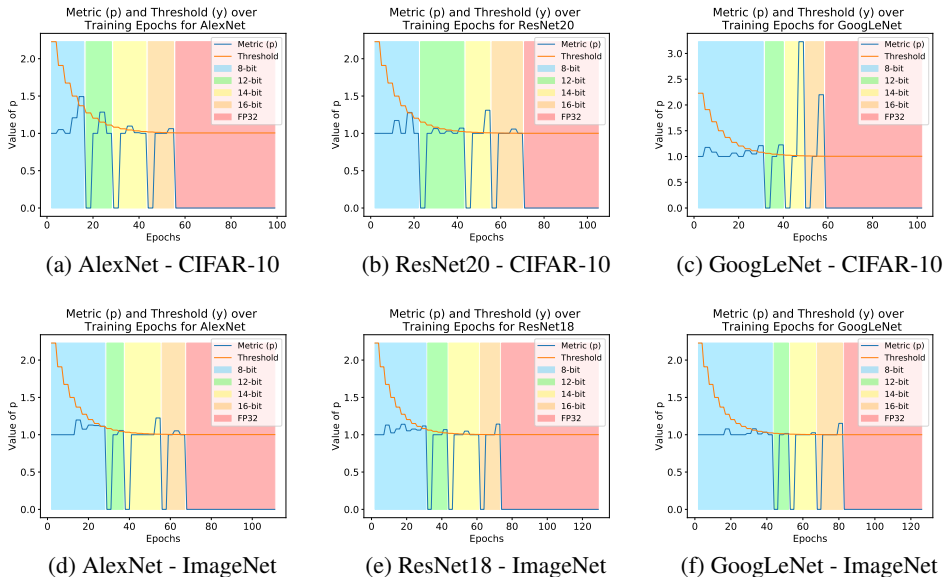 Metric (p) and Threshold (y) over
Training Epochs for AlexNet
Value of p
2.0
1.5
1.0
0.5
0.0
0 20 40 60 80 100
Epochs
Metric (p)
Threshold
8-bit
12-bit
14-bit
16-bit
FP32
(a) AlexNet - CIFAR-10
Metric (p) and Threshold (y) over
Training Epochs for ResNet20
Value of p
2.0
1.5
1.0
0.5
0.0
0 20 40 60 80 100
Epochs
Metric (p)
Threshold
8-bit
12-bit
14-bit
16-bit
FP32
(b) ResNet20 - CIFAR-10
Metric (p) and Threshold (y) over
Training Epochs for GoogLeNet
Value of p
3.0
2.5
2.0
1.5
1.0
0.5
0.0
0 20 40 60 80 100
Epochs
Metric (p)
Threshold
8-bit
12-bit
14-bit
16-bit
FP32
(c) GoogLeNet - CIFAR-10
Metric (p) and Threshold (y) over
Training Epochs for AlexNet
Value of p
2.0
1.5
1.0
0.5
0.0
0 20 40 60 80 100
Epochs
Metric (p)
Threshold
8-bit
12-bit
14-bit
16-bit
FP32
(d) AlexNet - ImageNet
Metric (p) and Threshold (y) over
Training Epochs for ResNet18
Value of p
2.0
1.5
1.0
0.5
0.0
0 20 40 60 80 100 120
Epochs
Metric (p)
Threshold
8-bit
12-bit
14-bit
16-bit
FP32
(e) ResNet18 - ImageNet
Metric (p) and Threshold (y) over
Training Epochs for GoogLeNet
Value of p
2.0
1.5
1.0
0.5
0.0
0 20 40 60 80 100 120
Epochs
Metric (p)
Threshold
8-bit
12-bit
14-bit
16-bit
FP32
(f) GoogLeNet - ImageNet